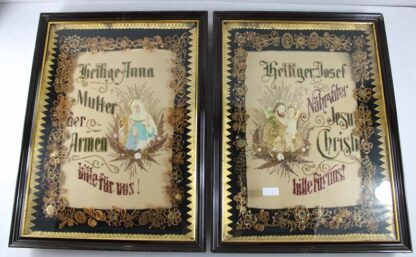 Heilige Anna
Mutter
der
Armen
bitte für uns!
Heiliger Josef
Nährvater
Jesu
Christi
bitte für uns!